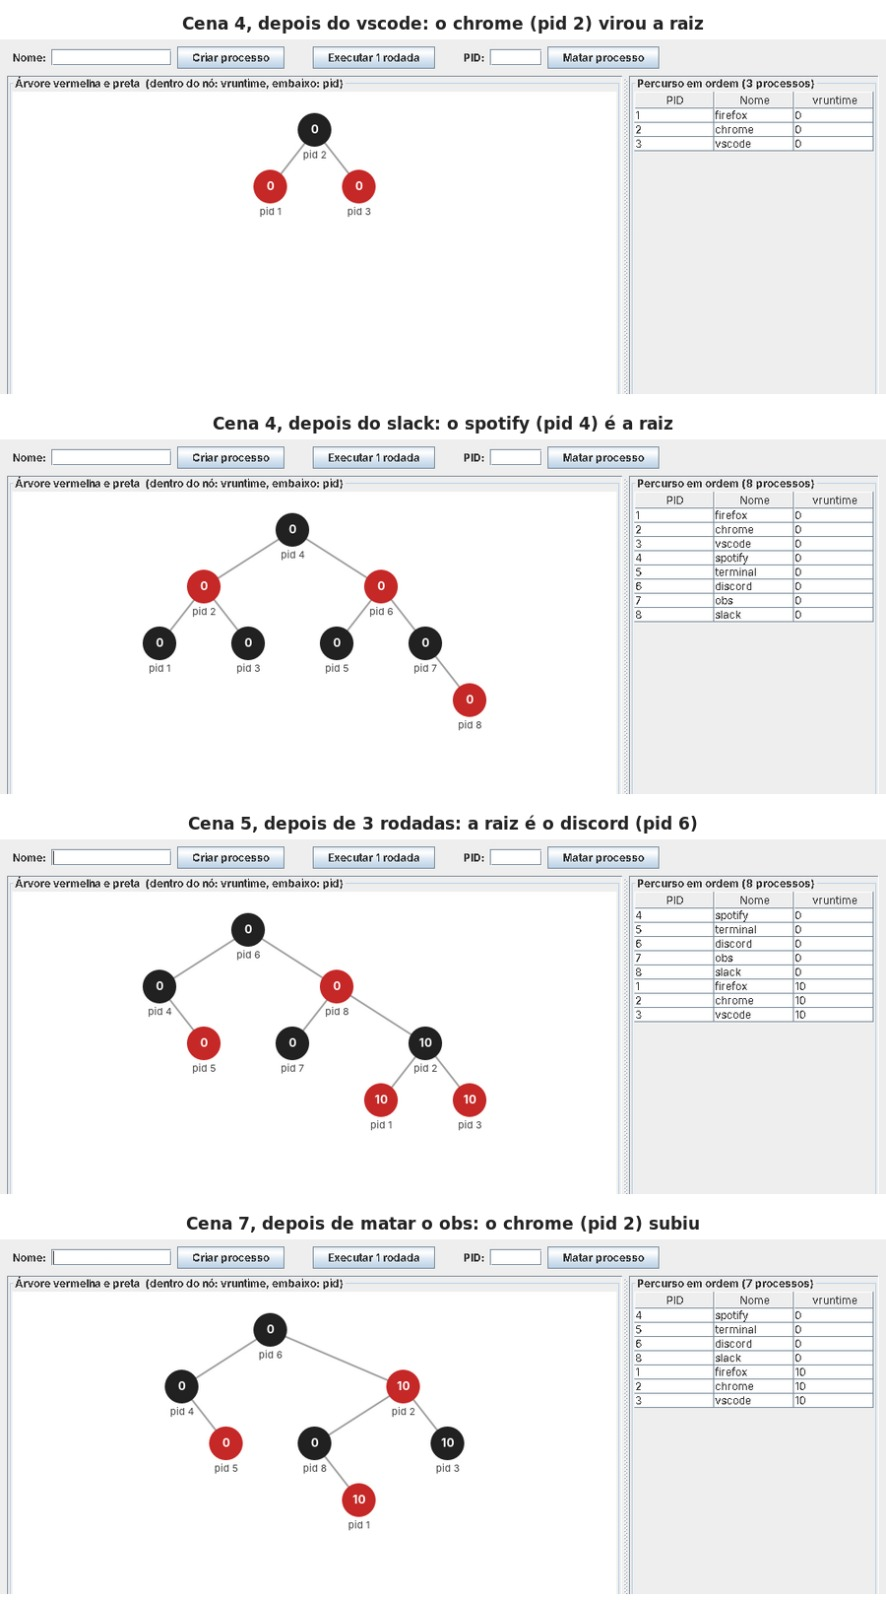 Cena 4, depois do vscode: o chrome (pid 2) virou a raiz
Nome: Criar processo Executar 1 rodada PID: Matar processo
Árvore vermelha e preta (dentro do nó: vruntime, embaixo: pid)
0
pid 2
0 0
pid 1 pid 3
Percurso em ordem (3 processos)
PID Nome vruntime
1 firefox 0
2 chrome 0
3 vscode 0
Cena 4, depois do slack: o spotify (pid 4) é a raiz
Nome: Criar processo Executar 1 rodada PID: Matar processo
Árvore vermelha e preta (dentro do nó: vruntime, embaixo: pid)
0
pid 4
0 0
pid 2 pid 6
0 0 0 0
pid 1 pid 3 pid 5 pid 7
0
pid 8
Percurso em ordem (8 processos)
PID Nome vruntime
1 firefox 0
2 chrome 0
3 vscode 0
4 spotify 0
5 terminal 0
6 discord 0
7 obs 0
8 slack 0
Cena 5, depois de 3 rodadas: a raiz é o discord (pid 6)
Nome: Criar processo Executar 1 rodada PID: Matar processo
Árvore vermelha e preta (dentro do nó: vruntime, embaixo: pid)
0
pid 6
0 0
pid 4 pid 8
0 0 10
pid 5 pid 7 pid 2
10 10
pid 1 pid 3
Percurso em ordem (8 processos)
PID Nome vruntime
4 spotify 0
5 terminal 0
6 discord 0
7 obs 0
8 slack 0
1 firefox 10
2 chrome 10
3 vscode 10
Cena 7, depois de matar o obs: o chrome (pid 2) subiu
Nome: Criar processo Executar 1 rodada PID: Matar processo
Árvore vermelha e preta (dentro do nó: vruntime, embaixo: pid)
0
pid 6
0 10
pid 4 pid 2
0 0 10
pid 5 pid 8 pid 3
10
pid 1
Percurso em ordem (7 processos)
PID Nome vruntime
4 spotify 0
5 terminal 0
6 discord 0
8 slack 0
1 firefox 10
2 chrome 10
3 vscode 10